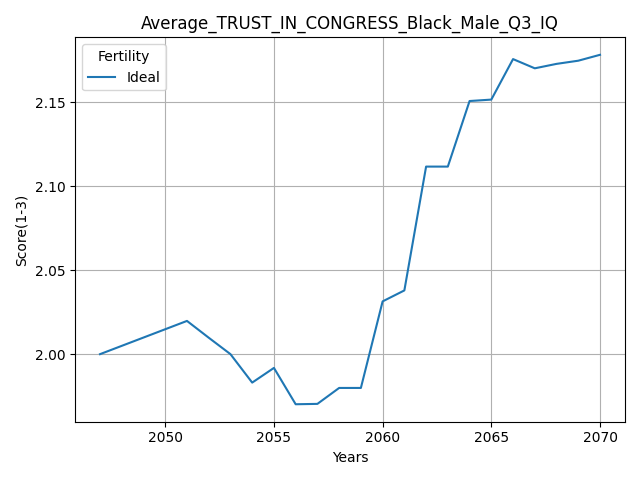 Average_TRUST_IN_CONGRESS_Black_Male_Q3_IQ
Fertility
Ideal
2.15
2.10
2.05
2.00
Score(1-3)
2050 2055 2060 2065 2070
Years